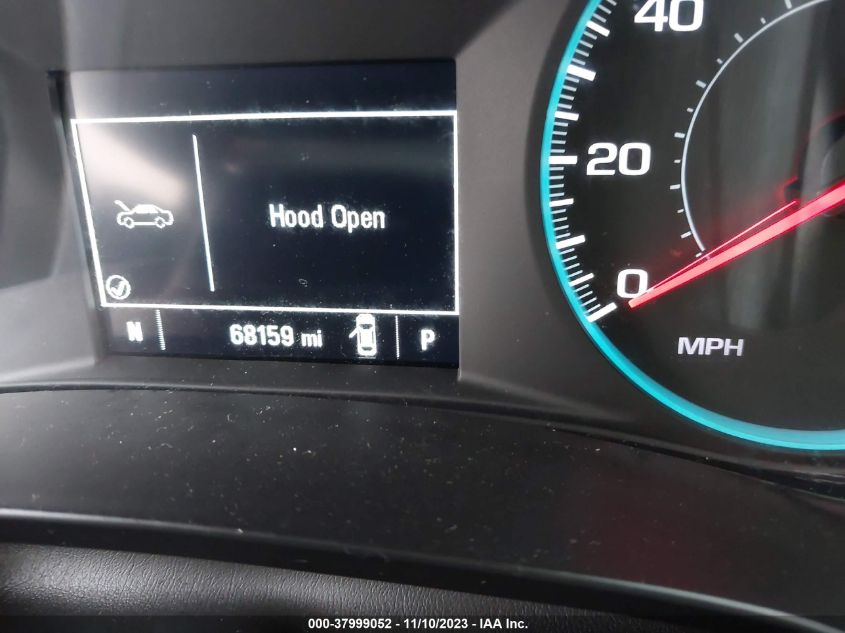 40
20
0
MPH
Hood Open
N 68159 mi P
000-37999052 - 11/10/2023 - IAA Inc.